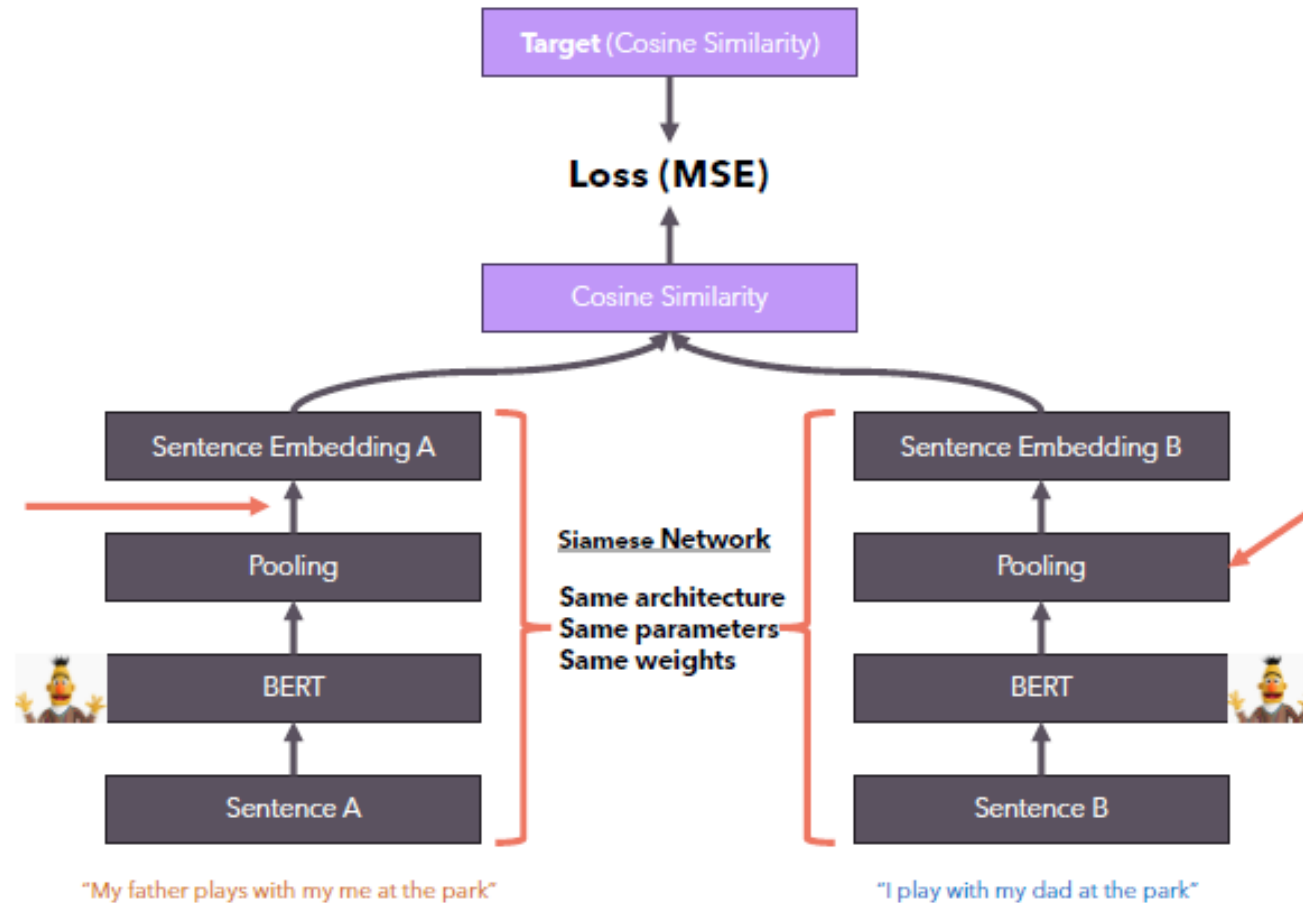 Target (Cosine Similarity)
Loss (MSE)
Cosine Similarity
Sentence Embedding A
Sentence Embedding B
Siamese Network
Pooling
Pooling
Same architecture
Same parameters
Same weights
BERT
BERT
Sentence A
Sentence B
“My father plays with my me at the park”
“I play with my dad at the park”